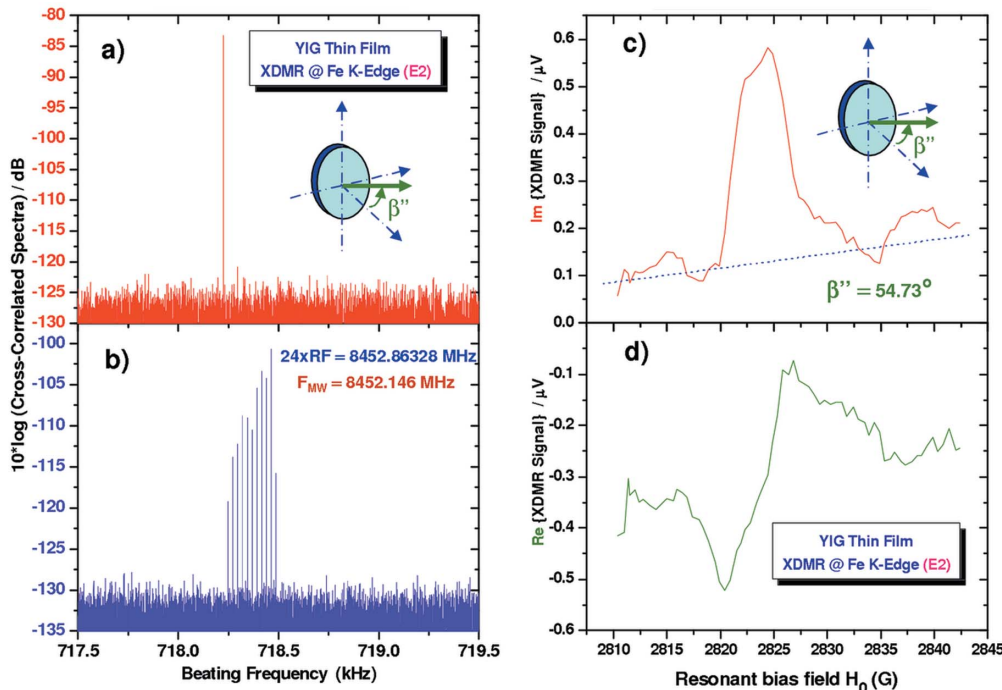 a)
YIG Thin Film
XDMR @ Fe K-Edge (E2)
β''
-80
-85
-90
-95
-100
-105
-110
-115
-120
-125
-130
10*log (Cross-Correlated Spectra) / dB
b)
24xRF = 8452.86328 MHz
F_MW = 8452.146 MHz
-100
-105
-110
-115
-120
-125
-130
-135
717.5 718.0 718.5 719.0 719.5
Beating Frequency (kHz)
c)
β''
β'' = 54.73°
0.6
0.5
0.4
0.3
0.2
0.1
0.0
Im {XDMR Signal} / μV
d)
-0.1
-0.2
-0.3
-0.4
-0.5
-0.6
Re {XDMR Signal} / μV
YIG Thin Film
XDMR @ Fe K-Edge (E2)
2810 2815 2820 2825 2830 2835 2840 2845
Resonant bias field H₀ (G)